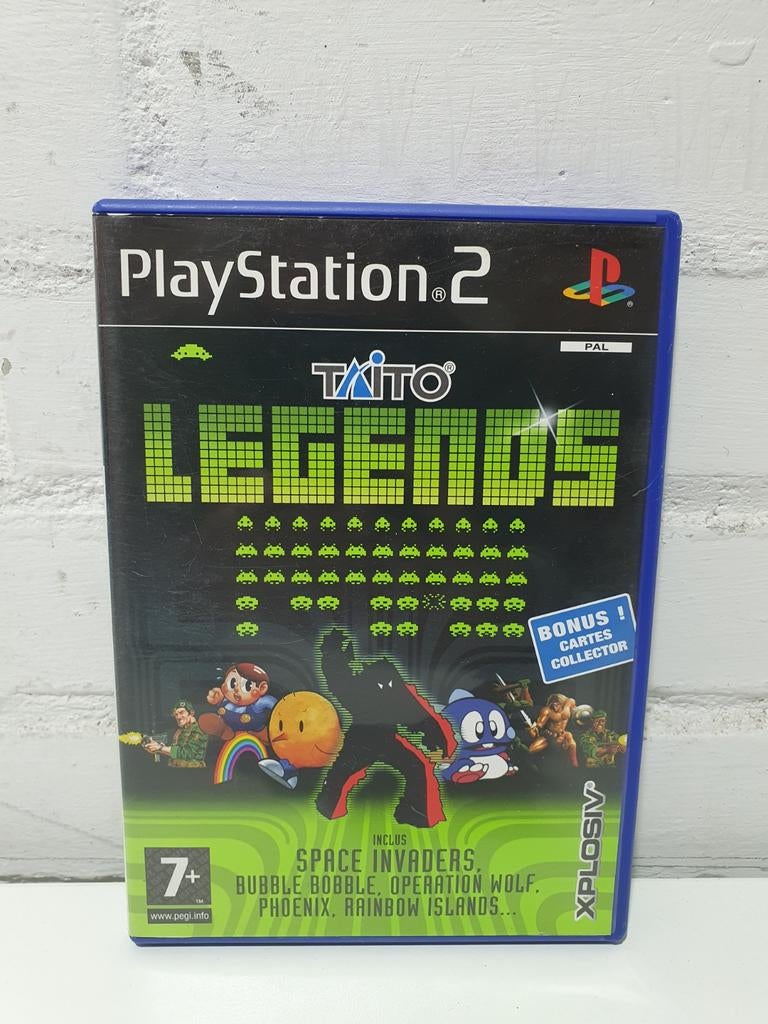 PlayStation®2
PAL
TAITO®
LEGENDS
BONUS !
CARTES
COLLECTOR
INCLUS
SPACE INVADERS,
BUBBLE BOBBLE, OPERATION WOLF,
PHOENIX, RAINBOW ISLANDS...
7+
™
www.pegi.info
XPLOSIV®